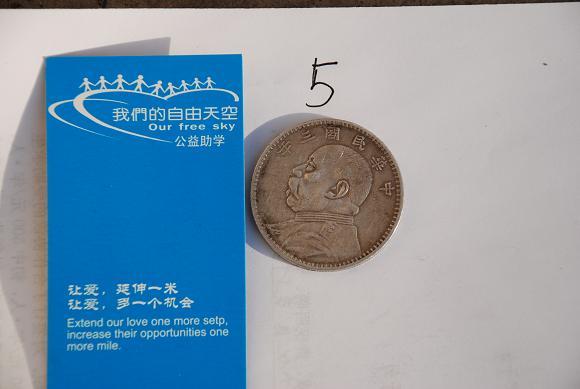 5
我們的自由天空
Our free sky
公益助学
年三國民華中
让爱，延伸一米
让爱，多一个机会
Extend our love one more setp,
increase their opportunities one
more mile.